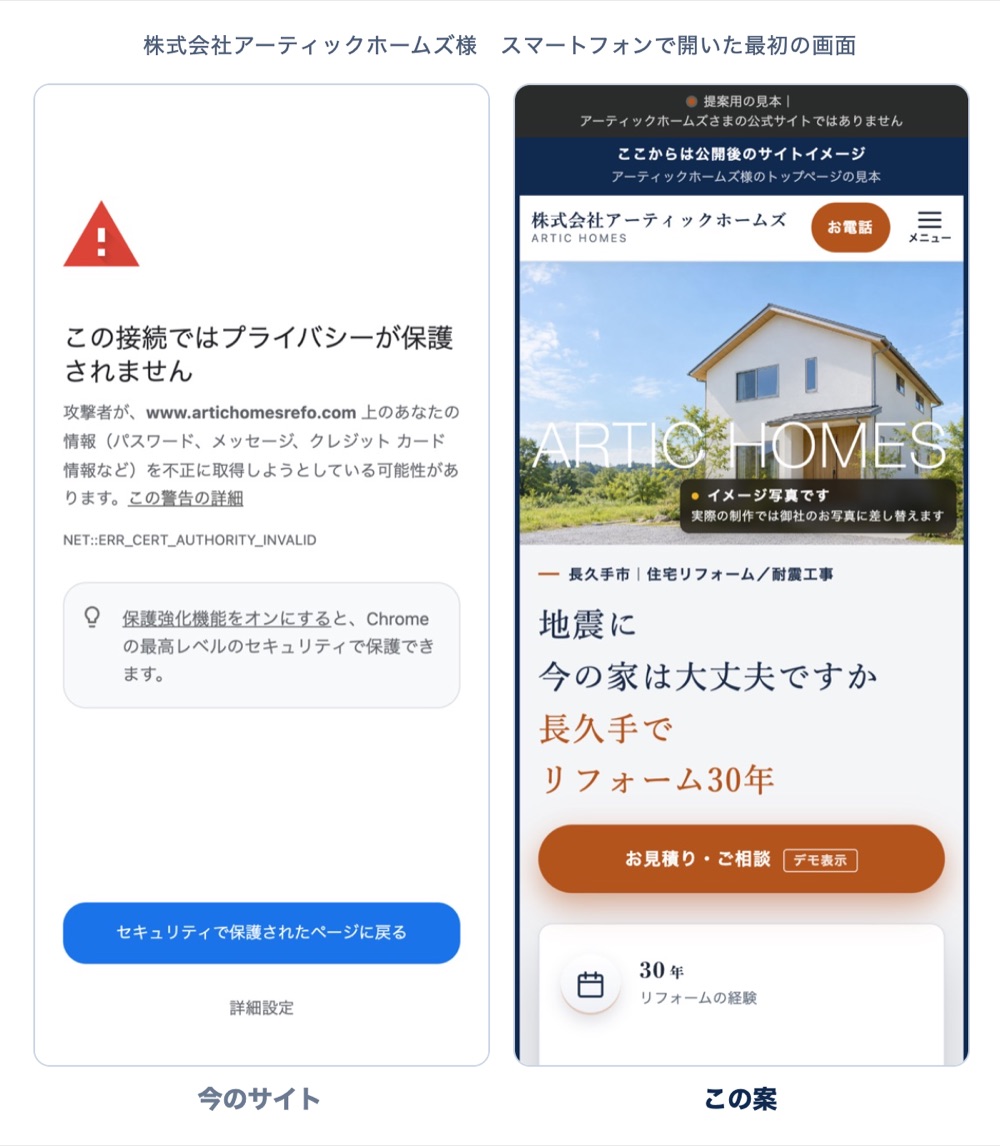 株式会社アーティックホームズ様　スマートフォンで開いた最初の画面
この接続ではプライバシーが保護
されません
攻撃者が、www.artichomesrefo.com 上のあなたの
情報（パスワード、メッセージ、クレジット カード
情報など）を不正に取得しようとしている可能性があ
ります。この警告の詳細
NET::ERR_CERT_AUTHORITY_INVALID
保護強化機能をオンにすると、Chrome
の最高レベルのセキュリティで保護でき
ます。
セキュリティで保護されたページに戻る
詳細設定
今のサイト
提案用の見本｜
アーティックホームズさまの公式サイトではありません
ここからは公開後のサイトイメージ
アーティックホームズ様のトップページの見本
株式会社アーティックホームズ
ARTIC HOMES
お電話
メニュー
ARTIC HOMES
イメージ写真です
実際の制作では御社のお写真に差し替えます
長久手市｜住宅リフォーム／耐震工事
地震に
今の家は大丈夫ですか
長久手で
リフォーム30年
お見積り・ご相談 デモ表示
30 年
リフォームの経験
この案